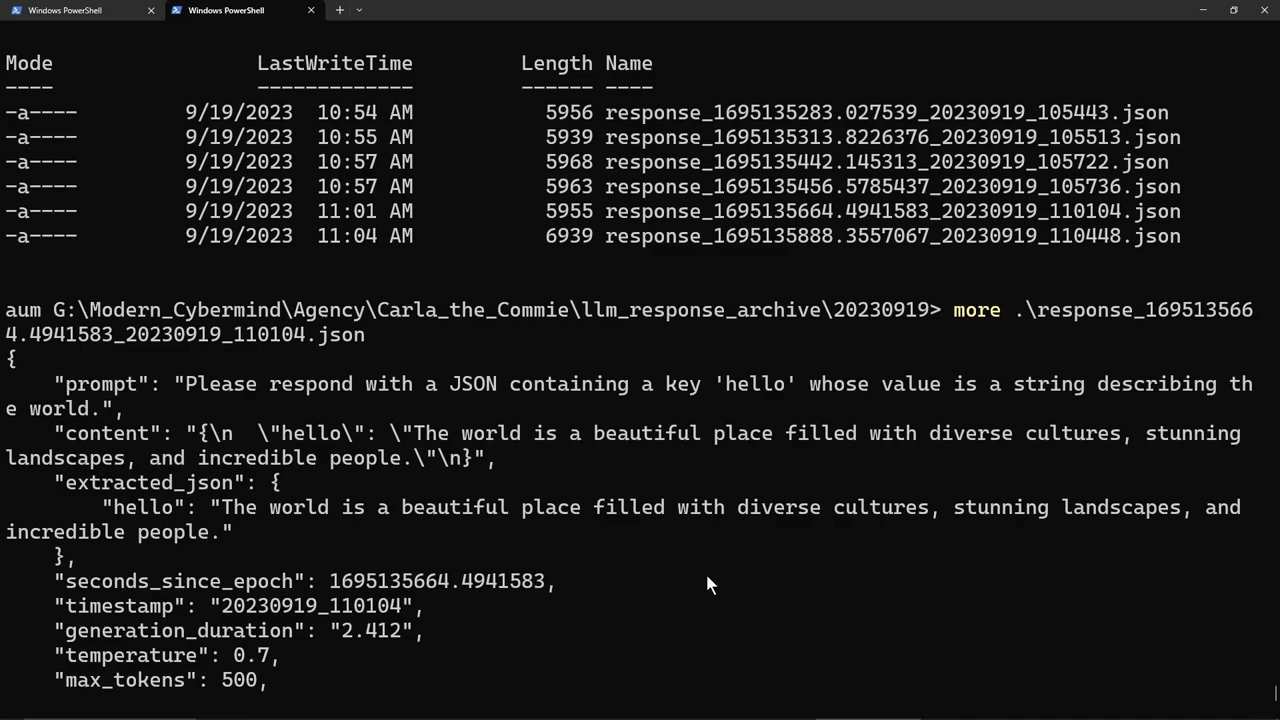 Windows PowerShell
Windows PowerShell
Mode LastWriteTime Length Name
---- ------------- ------ ----
-a---- 9/19/2023 10:54 AM 5956 response_1695135283.027539_20230919_105443.json
-a---- 9/19/2023 10:55 AM 5939 response_1695135313.8226376_20230919_105513.json
-a---- 9/19/2023 10:57 AM 5968 response_1695135442.145313_20230919_105722.json
-a---- 9/19/2023 10:57 AM 5963 response_1695135456.5785437_20230919_105736.json
-a---- 9/19/2023 11:01 AM 5955 response_1695135664.4941583_20230919_110104.json
-a---- 9/19/2023 11:04 AM 6939 response_1695135888.3557067_20230919_110448.json
aum G:\Modern_Cybermind\Agency\Carla_the_Commie\llm_response_archive\20230919> more .\response_169513566
4.4941583_20230919_110104.json
{
"prompt": "Please respond with a JSON containing a key 'hello' whose value is a string describing th
e world.",
"content": "{\n  \"hello\": \"The world is a beautiful place filled with diverse cultures, stunning
landscapes, and incredible people.\"\n}",
"extracted_json": {
"hello": "The world is a beautiful place filled with diverse cultures, stunning landscapes, and
incredible people."
},
"seconds_since_epoch": 1695135664.4941583,
"timestamp": "20230919_110104",
"generation_duration": "2.412",
"temperature": 0.7,
"max_tokens": 500,